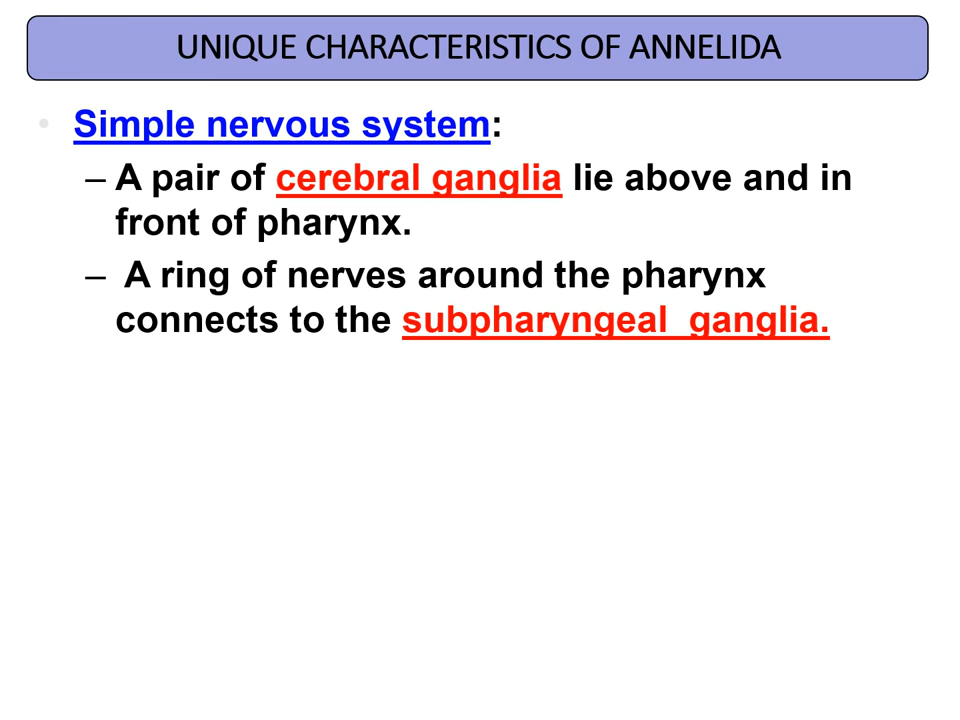 UNIQUE CHARACTERISTICS OF ANNELIDA
• Simple nervous system:
– A pair of cerebral ganglia lie above and in
front of pharynx.
– A ring of nerves around the pharynx
connects to the subpharyngeal ganglia.